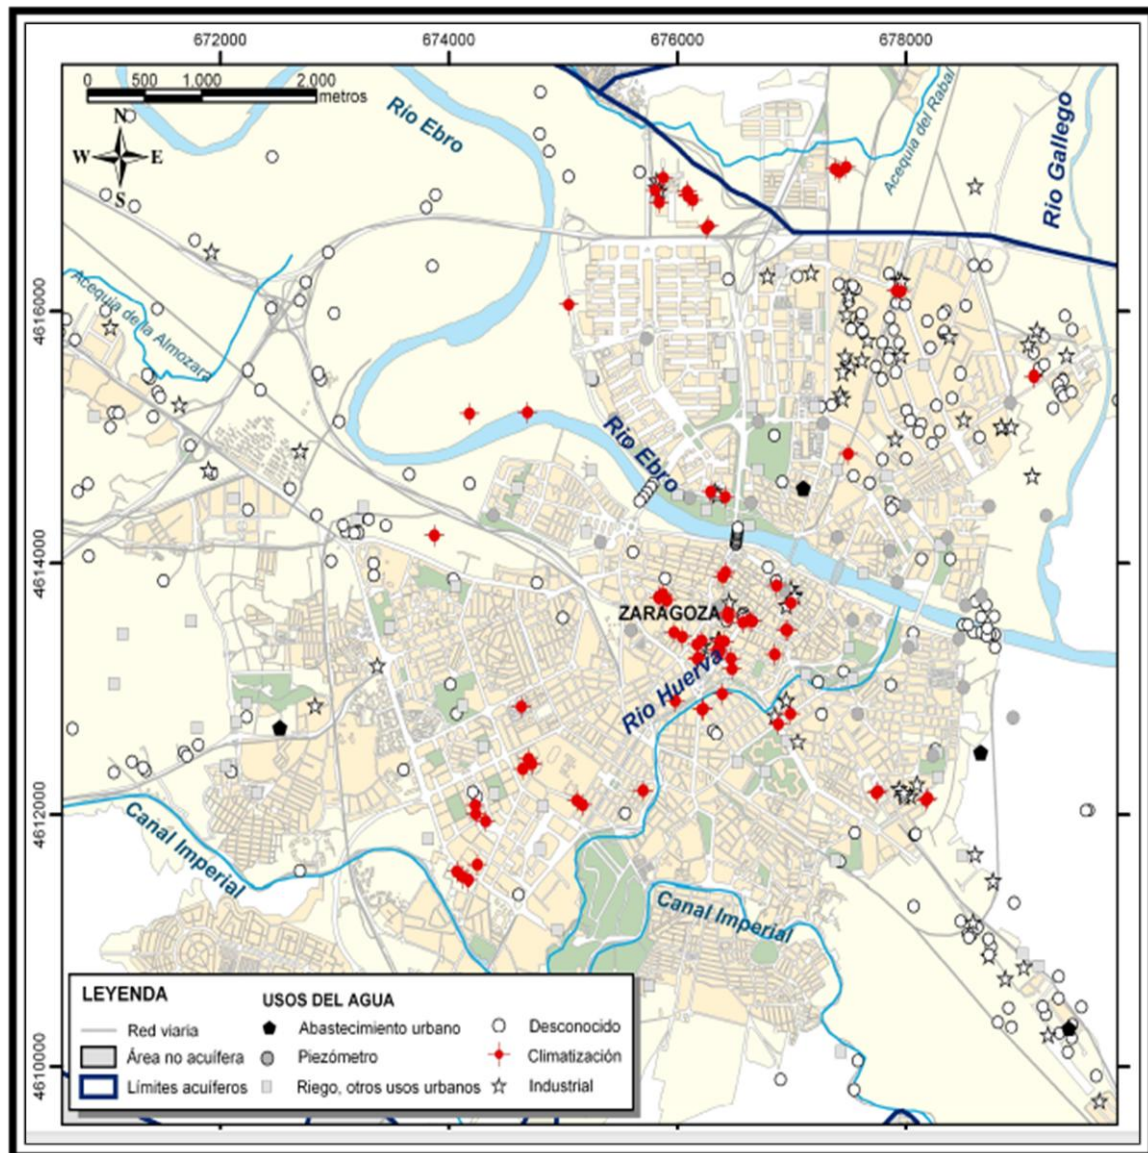 672000 674000 676000 678000
0 500 1.000 2.000
metros
N
W E
S
Río Ebro
Acequia del Rabal
Río Gallego
4616000
Acequia de la Almozara
Río Ebro
4614000
ZARAGOZA
Río Huerva
4612000
Canal Imperial
Canal Imperial
4610000
LEYENDA
Red viaria
Área no acuífera
Límites acuíferos
USOS DEL AGUA
Abastecimiento urbano
Piezómetro
Riego, otros usos urbanos
Desconocido
Climatización
Industrial